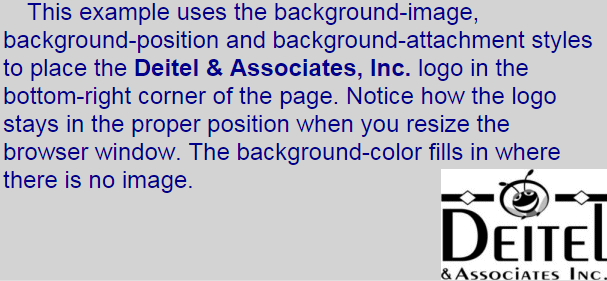 This example uses the background-image,
background-position and background-attachment styles
to place the Deitel & Associates, Inc. logo in the
bottom-right corner of the page. Notice how the logo
stays in the proper position when you resize the
browser window. The background-color fills in where
there is no image.
DEITEL
& ASSOCIATES INC.